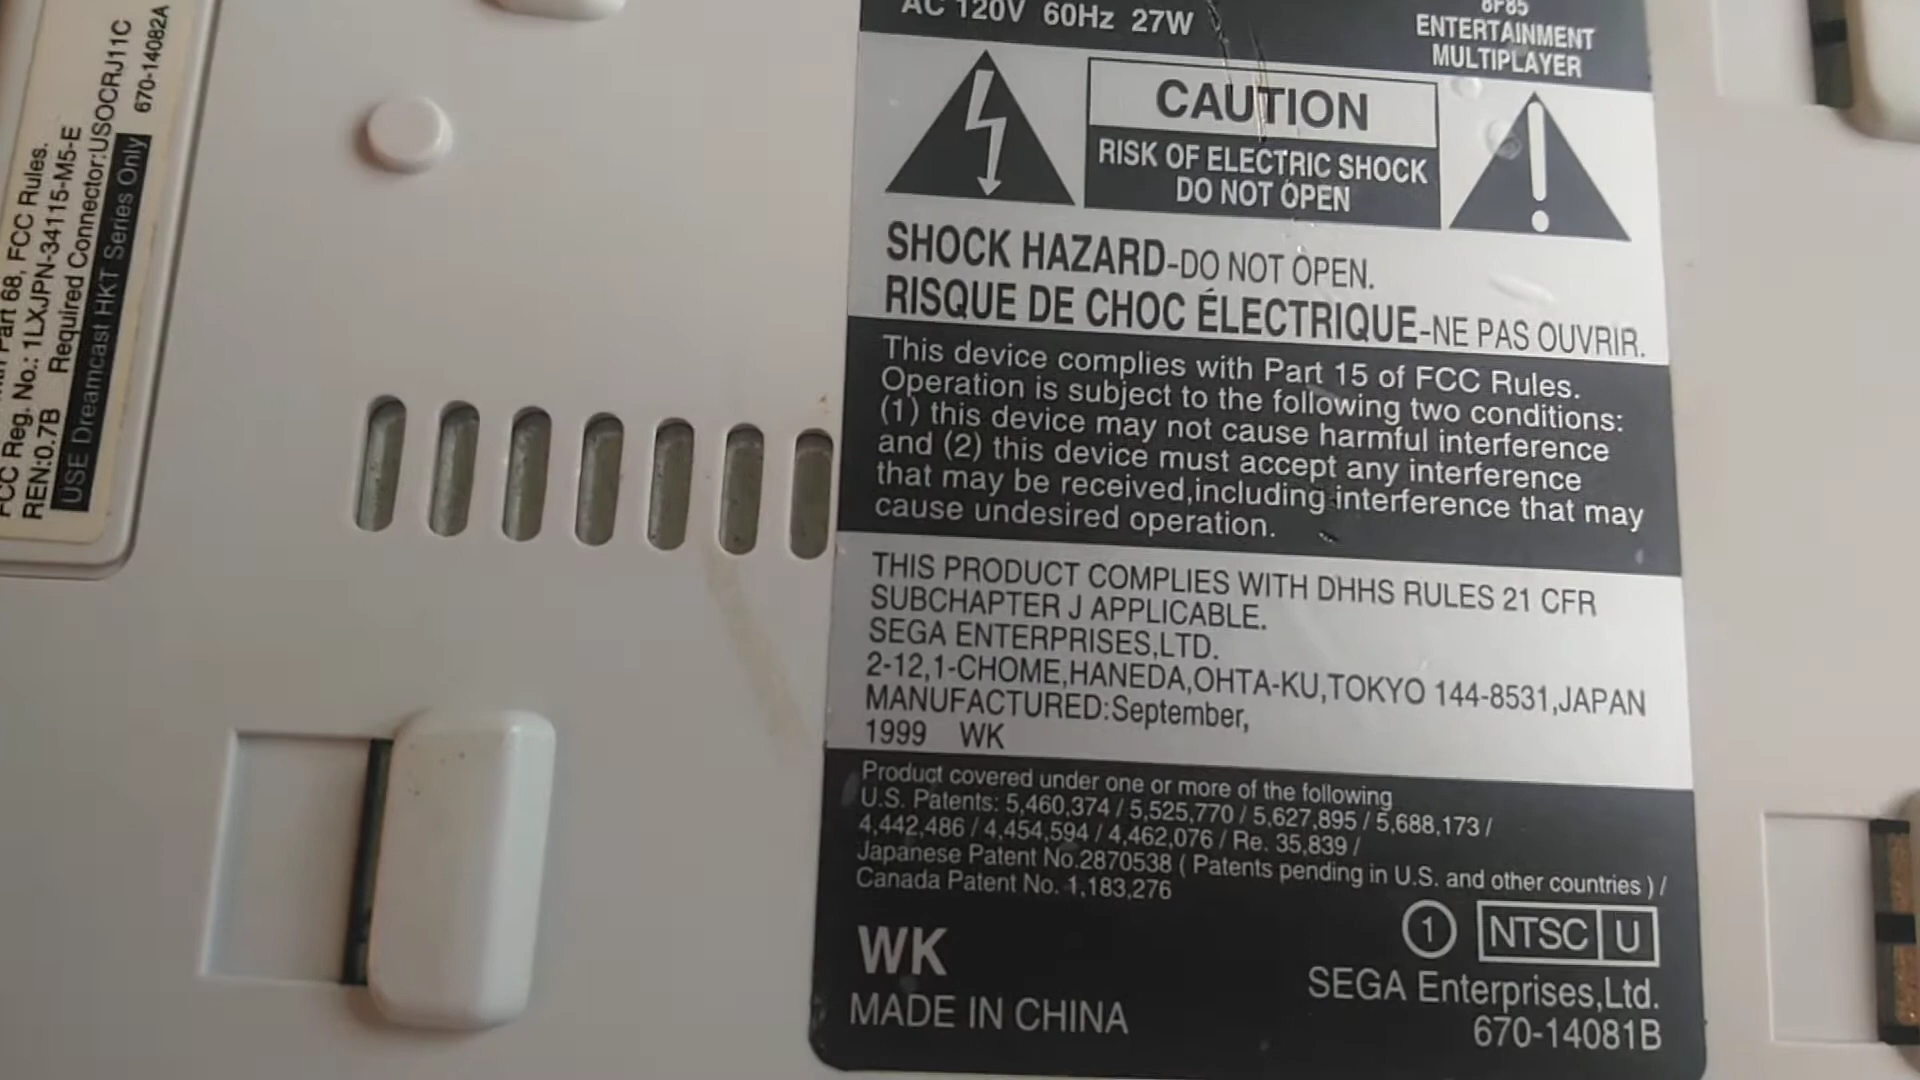 Part 68, FCC Rules.
FCC Reg. No.: 1LXJPN-34115-M5-E
REN:0.7B Required Connector:USOCRJ11C
USE Dreamcast HKT Series Only 670-14082A
AC 120V 60Hz 27W
8F85
ENTERTAINMENT
MULTIPLAYER
CAUTION
RISK OF ELECTRIC SHOCK
DO NOT OPEN
SHOCK HAZARD-DO NOT OPEN.
RISQUE DE CHOC ÉLECTRIQUE-NE PAS OUVRIR.
This device complies with Part 15 of FCC Rules.
Operation is subject to the following two conditions:
(1) this device may not cause harmful interference
and (2) this device must accept any interference
that may be received,including interference that may
cause undesired operation.
THIS PRODUCT COMPLIES WITH DHHS RULES 21 CFR
SUBCHAPTER J APPLICABLE.
SEGA ENTERPRISES,LTD.
2-12,1-CHOME,HANEDA,OHTA-KU,TOKYO 144-8531,JAPAN
MANUFACTURED:September,
1999 WK
Product covered under one or more of the following
U.S. Patents: 5,460,374 / 5,525,770 / 5,627,895 / 5,688,173 /
4,442,486 / 4,454,594 / 4,462,076 / Re. 35,839 /
Japanese Patent No.2870538 ( Patents pending in U.S. and other countries ) /
Canada Patent No. 1,183,276
1 NTSC U
WK
SEGA Enterprises,Ltd.
MADE IN CHINA
670-14081B